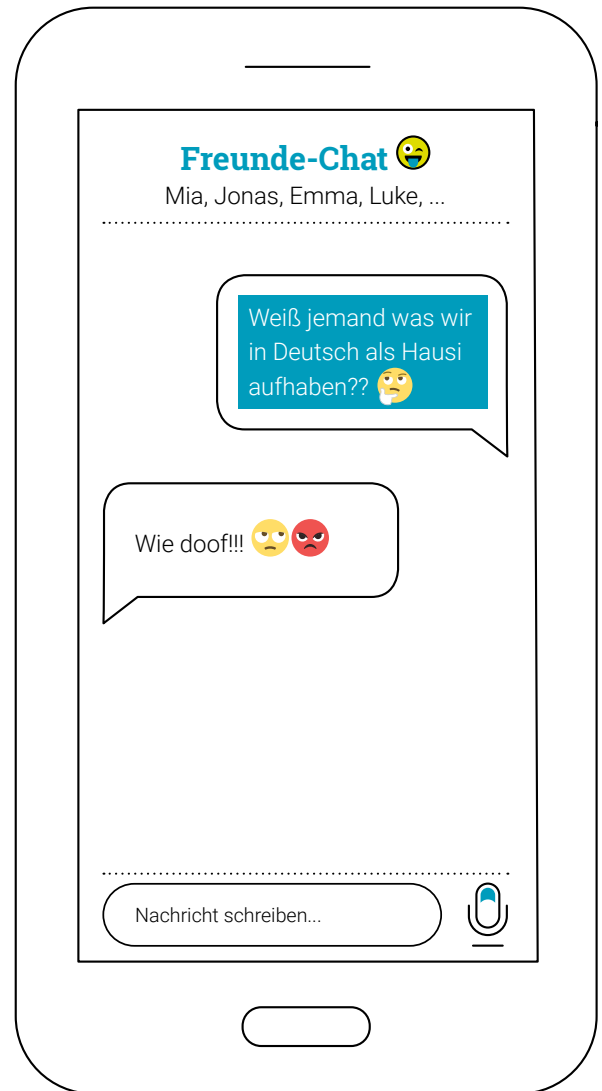 Freunde-Chat 😜
Mia, Jonas, Emma, Luke, ...
Weiß jemand was wir
in Deutsch als Hausi
aufhaben?? 🤔
Wie doof!!! 🙄😡
Nachricht schreiben...